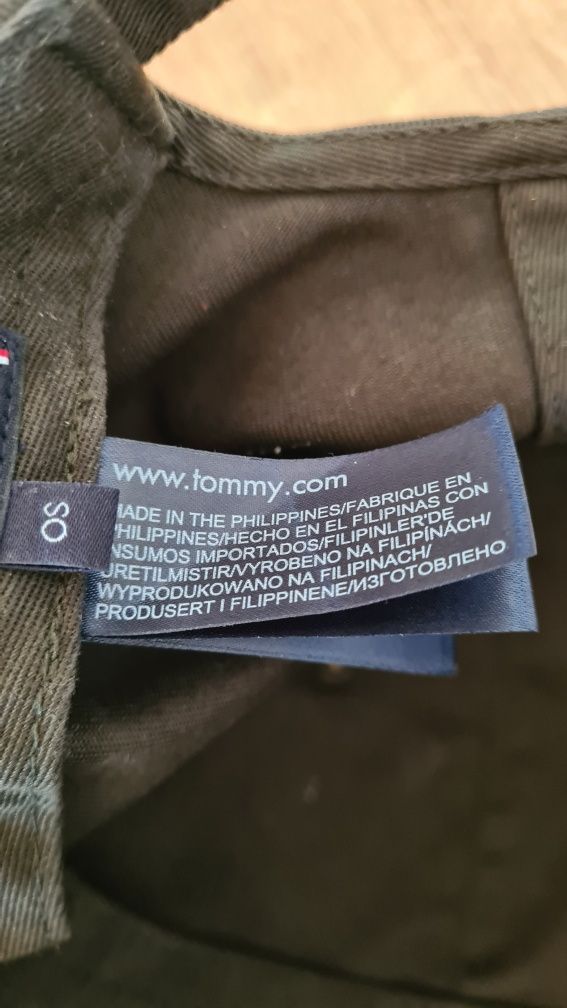 www.tommy.com
MADE IN THE PHILIPPINES/FABRIQUE EN
PHILIPPINES/HECHO EN EL FILIPINAS CON
INSUMOS IMPORTADOS/FILIPINLER'DE
URETILMISTIR/VYROBENO NA FILIPÍNÁCH/
WYPRODUKOWANO NA FILIPINACH/
PRODUSERT I FILIPPINENE/ИЗГОТОВЛЕНО
OS